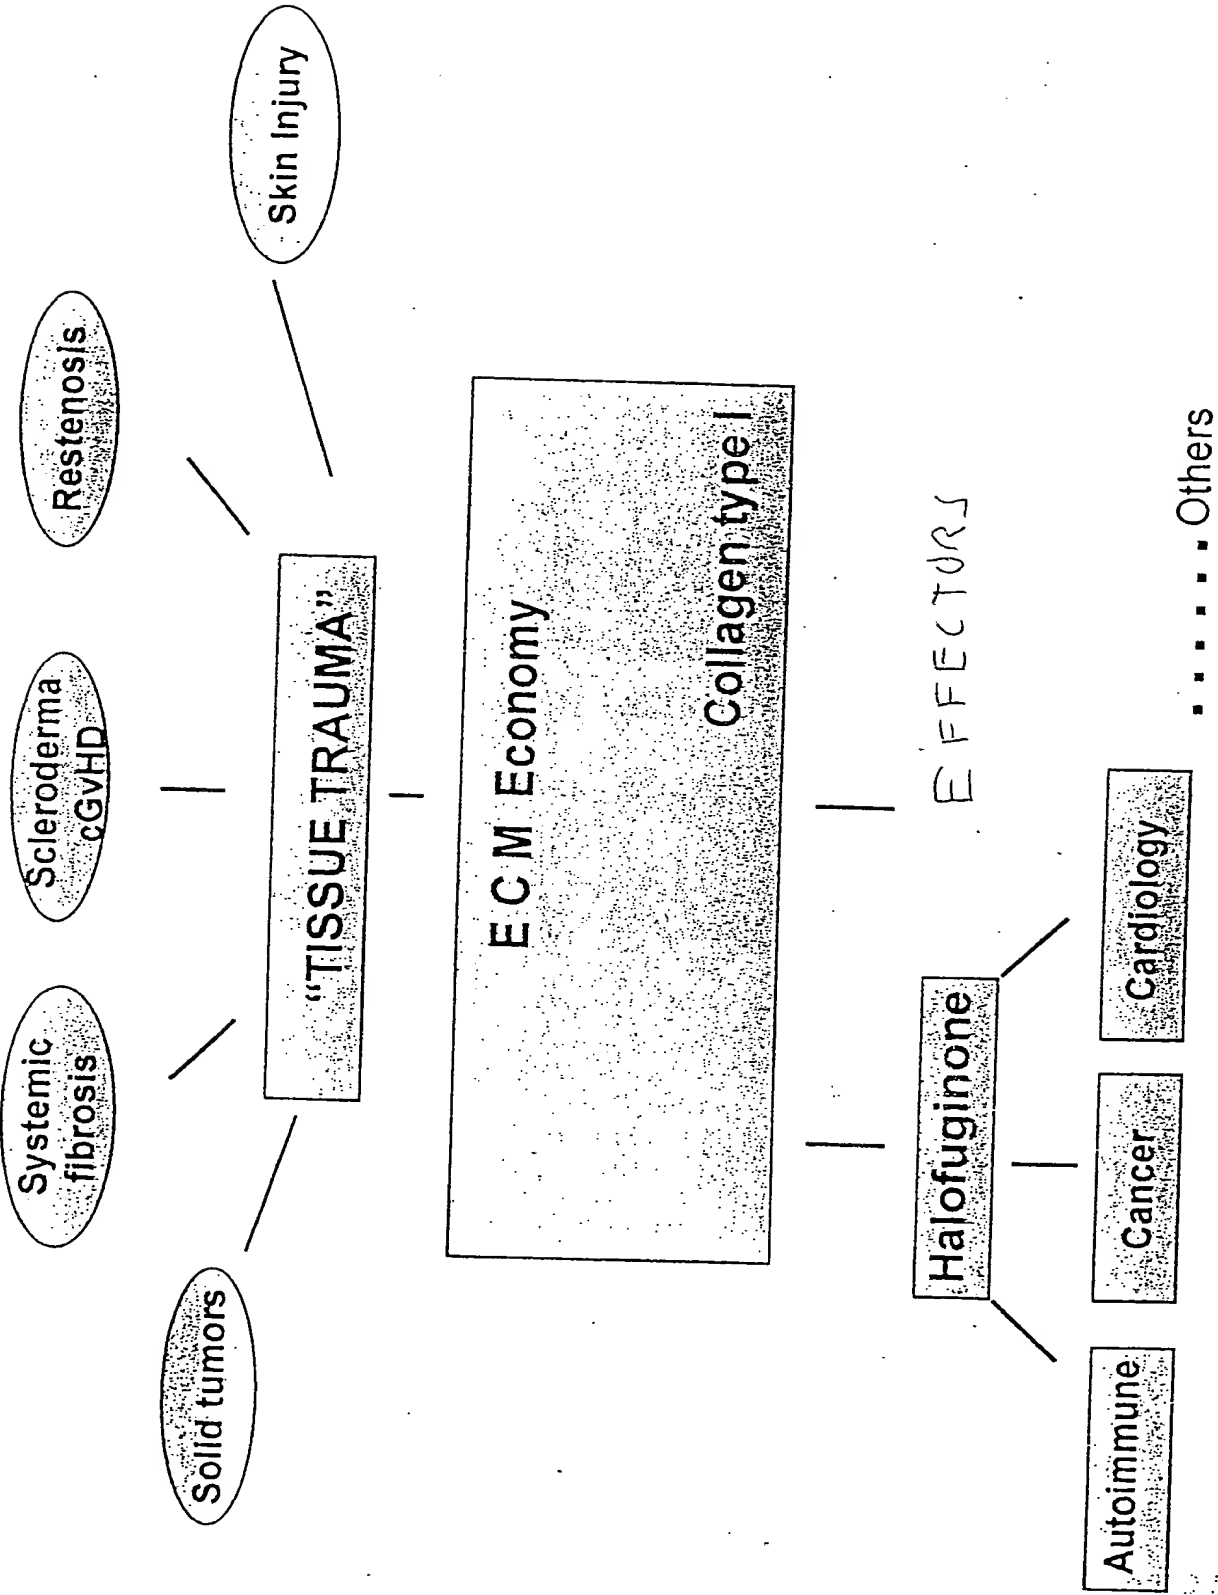 Solid tumors
Systemic
fibrosis
Scleroderma
cGvHD
Restenosis
Skin Injury
“TISSUE TRAUMA”
E C M Economy
Collagen type I
Halofuginone
EFFECTORS
Autoimmune
Cancer
Cardiology
...... Others